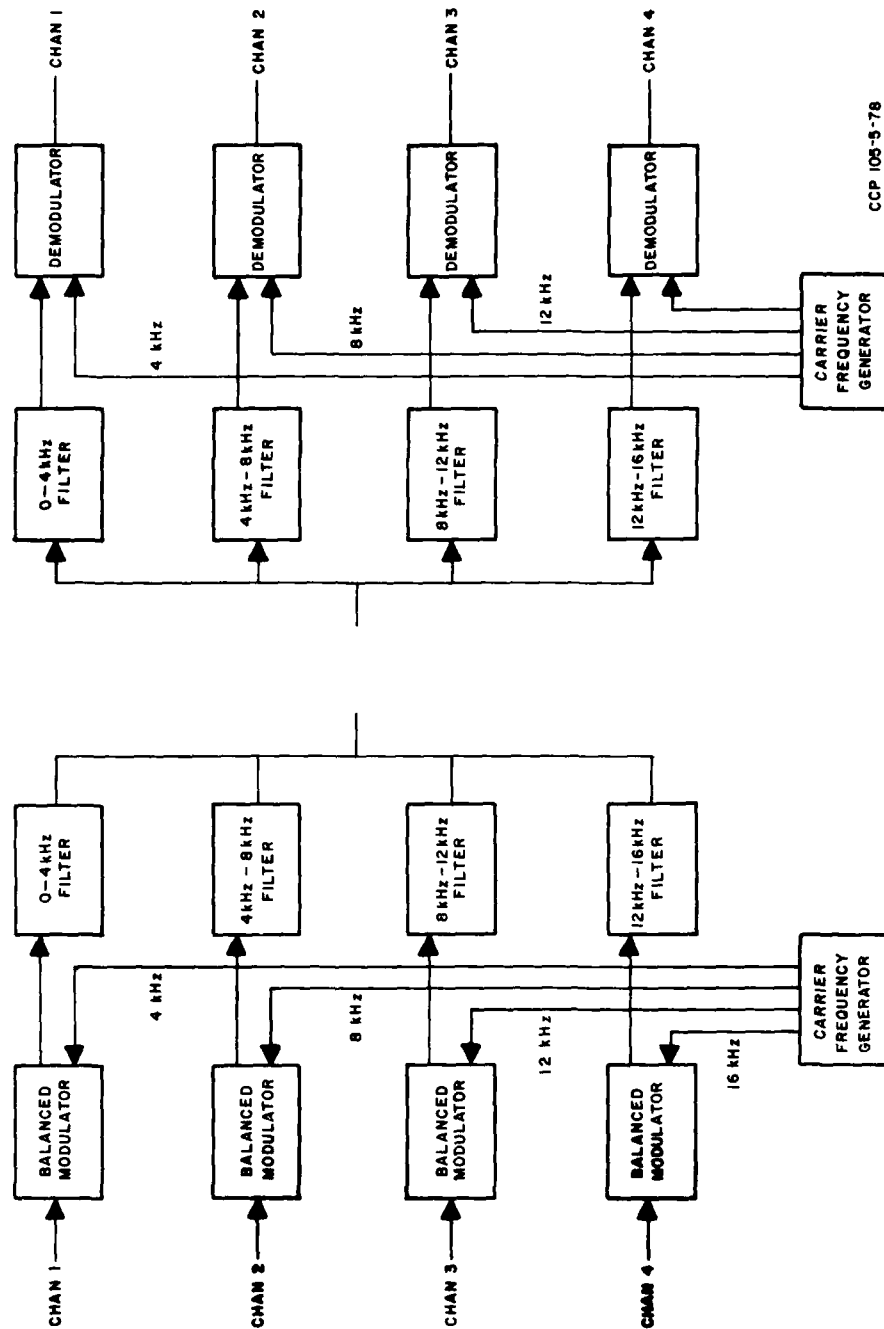 CHAN 1
BALANCED
MODULATOR
0–4kHz
FILTER
0–4kHz
FILTER
DEMODULATOR
CHAN 1
4 kHz
4 kHz
CHAN 2
BALANCED
MODULATOR
4kHz – 8kHz
FILTER
4kHz–8kHz
FILTER
DEMODULATOR
CHAN 2
8 kHz
8 kHz
CHAN 3
BALANCED
MODULATOR
8kHz–12kHz
FILTER
8kHz–12kHz
FILTER
DEMODULATOR
CHAN 3
12 kHz
12 kHz
CHAN 4
BALANCED
MODULATOR
12kHz–16kHz
FILTER
12kHz–16kHz
FILTER
DEMODULATOR
CHAN 4
16 kHz
CARRIER
FREQUENCY
GENERATOR
CARRIER
FREQUENCY
GENERATOR
CCP 105-5-78